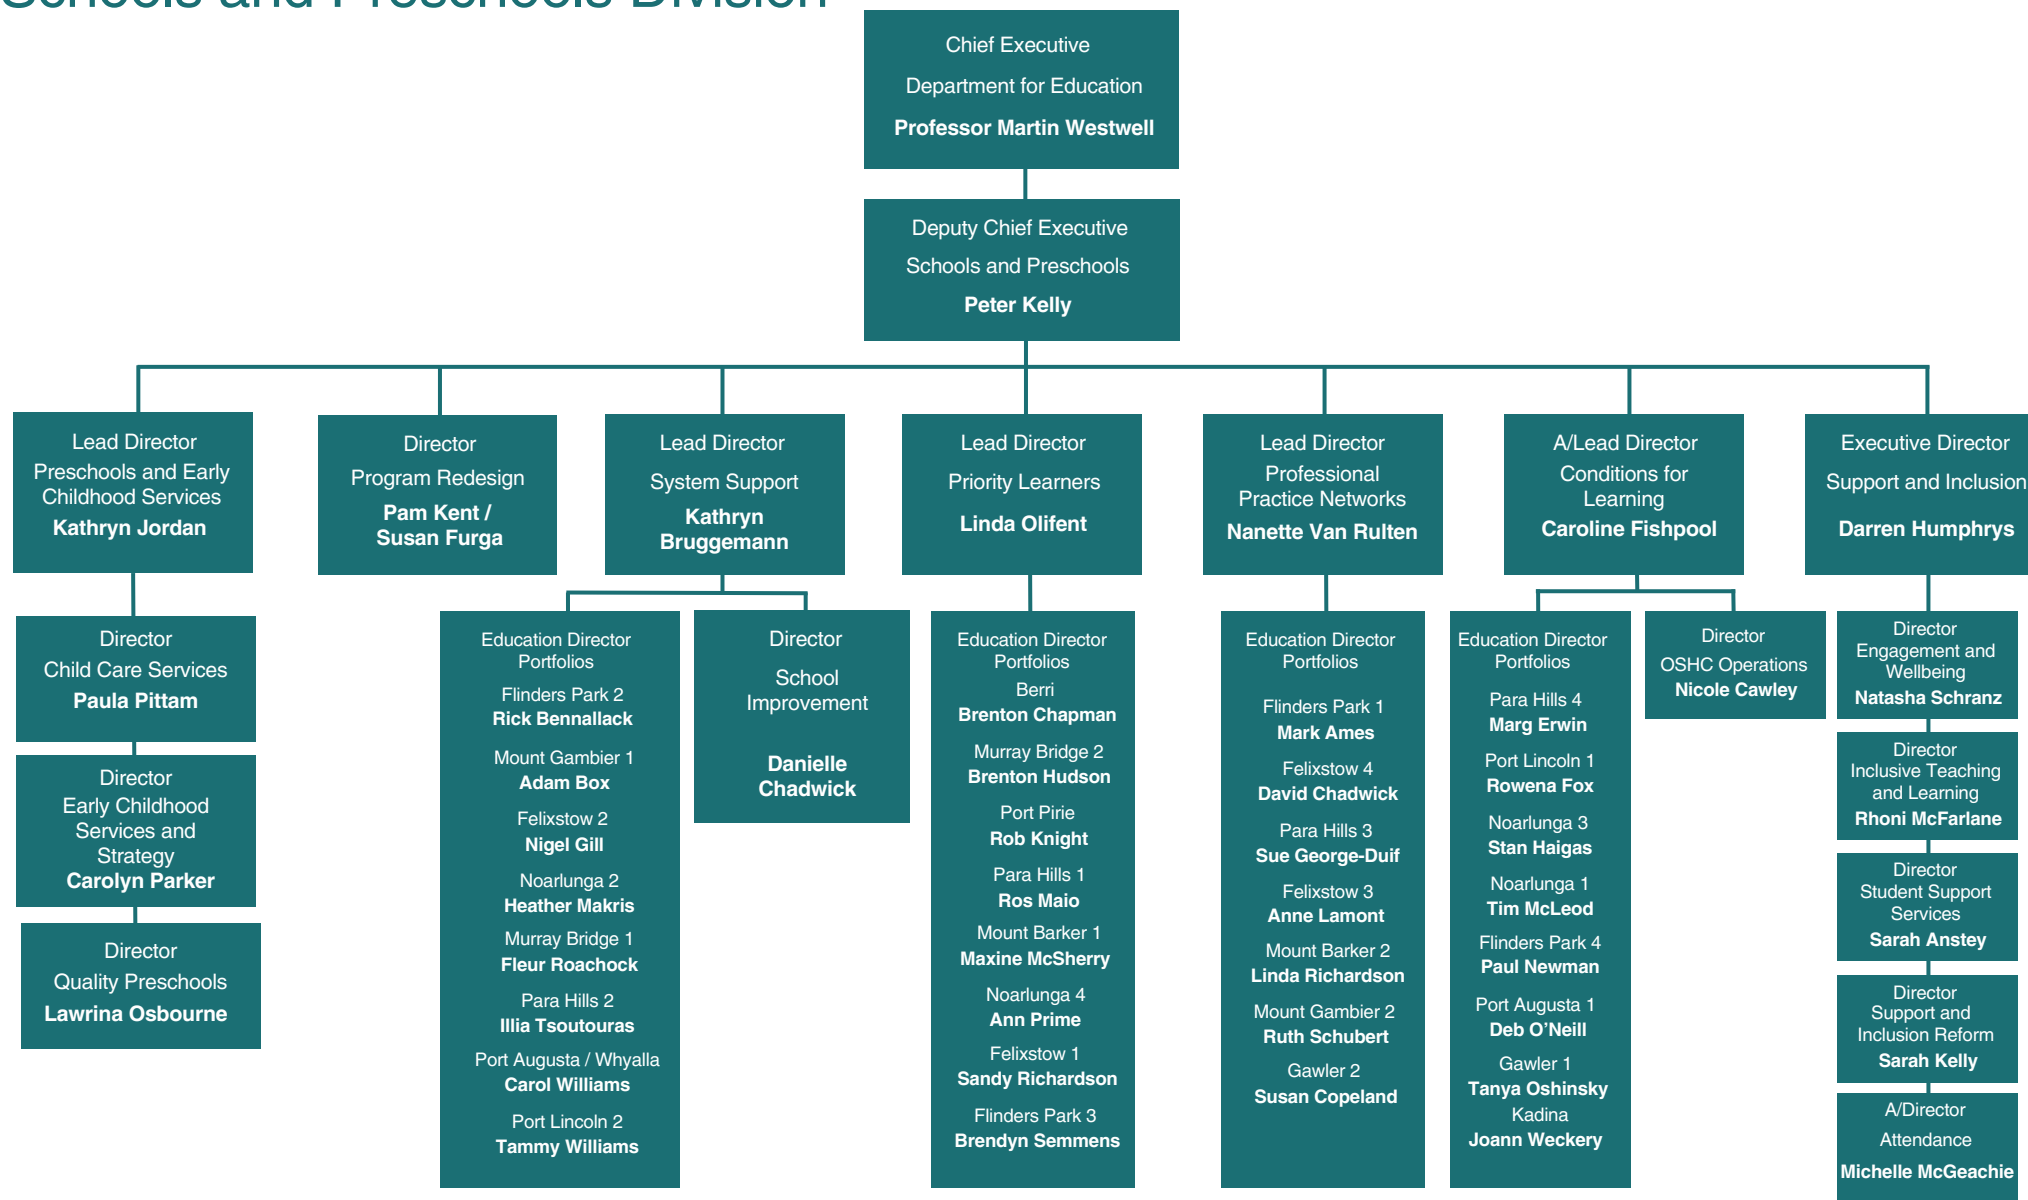 Schools and Preschools Division
Chief Executive
Department for Education
Professor Martin Westwell
Deputy Chief Executive
Schools and Preschools
Peter Kelly
Lead Director
Preschools and Early
Childhood Services
Kathryn Jordan
Director
Program Redesign
Pam Kent /
Susan Furga
Lead Director
System Support
Kathryn
Bruggemann
Lead Director
Priority Learners
Linda Olifent
Lead Director
Professional
Practice Networks
Nanette Van Rulten
A/Lead Director
Conditions for
Learning
Caroline Fishpool
Executive Director
Support and Inclusion
Darren Humphrys
Director
Child Care Services
Paula Pittam
Director
Early Childhood
Services and
Strategy
Carolyn Parker
Director
Quality Preschools
Lawrina Osbourne
Education Director
Portfolios
Flinders Park 2
Rick Bennallack
Mount Gambier 1
Adam Box
Felixstow 2
Nigel Gill
Noarlunga 2
Heather Makris
Murray Bridge 1
Fleur Roachock
Para Hills 2
Illia Tsoutouras
Port Augusta / Whyalla
Carol Williams
Port Lincoln 2
Tammy Williams
Director
School
Improvement
Danielle
Chadwick
Education Director
Portfolios
Berri
Brenton Chapman
Murray Bridge 2
Brenton Hudson
Port Pirie
Rob Knight
Para Hills 1
Ros Maio
Mount Barker 1
Maxine McSherry
Noarlunga 4
Ann Prime
Felixstow 1
Sandy Richardson
Flinders Park 3
Brendyn Semmens
Education Director
Portfolios
Flinders Park 1
Mark Ames
Felixstow 4
David Chadwick
Para Hills 3
Sue George-Duif
Felixstow 3
Anne Lamont
Mount Barker 2
Linda Richardson
Mount Gambier 2
Ruth Schubert
Gawler 2
Susan Copeland
Education Director
Portfolios
Para Hills 4
Marg Erwin
Port Lincoln 1
Rowena Fox
Noarlunga 3
Stan Haigas
Noarlunga 1
Tim McLeod
Flinders Park 4
Paul Newman
Port Augusta 1
Deb O’Neill
Gawler 1
Tanya Oshinsky
Kadina
Joann Weckery
Director
OSHC Operations
Nicole Cawley
Director
Engagement and
Wellbeing
Natasha Schranz
Director
Inclusive Teaching
and Learning
Rhoni McFarlane
Director
Student Support
Services
Sarah Anstey
Director
Support and
Inclusion Reform
Sarah Kelly
A/Director
Attendance
Michelle McGeachie